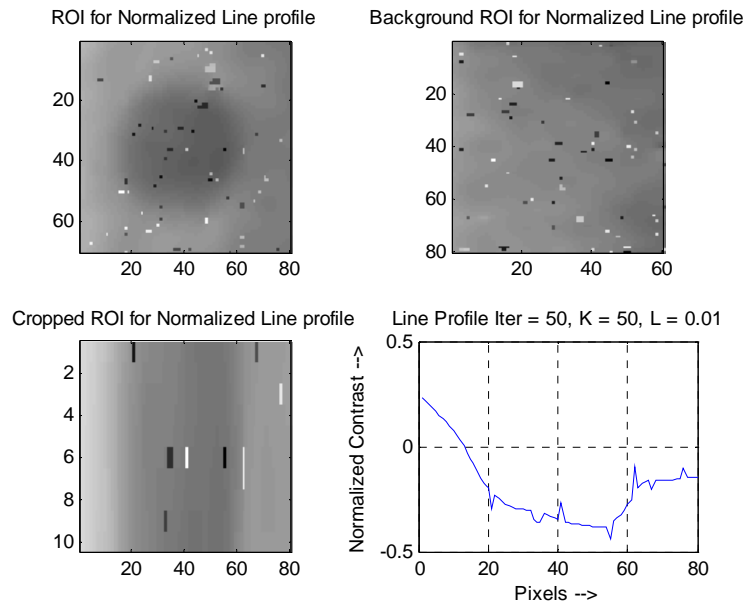 ROI for Normalized Line profile
20
40
60
20 40 60 80
Background ROI for Normalized Line profile
20
40
60
80
20 40 60
Cropped ROI for Normalized Line profile
2
4
6
8
10
20 40 60 80
Line Profile Iter = 50, K = 50, L = 0.01
Normalized Contrast -->
0.5
0
-0.5
0 20 40 60 80
Pixels -->